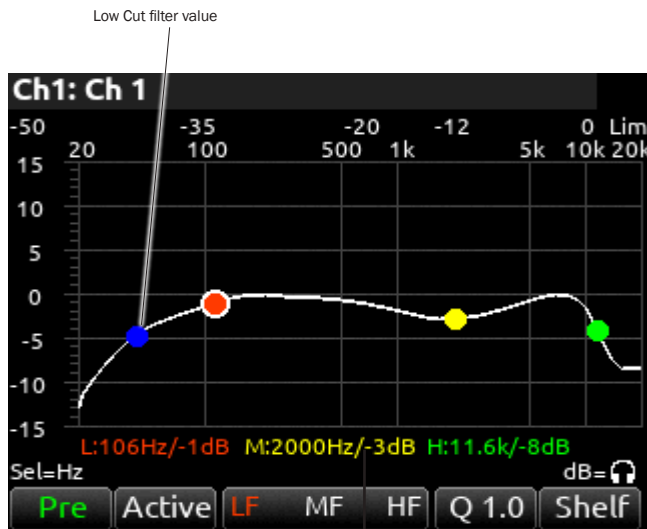 Low Cut filter value
Ch1: Ch 1
-50 -35 -20 -12 0 Lim
20 100 500 1k 5k 10k 20k
15
10
5
0
-5
-10
-15
L:106Hz/-1dB M:2000Hz/-3dB H:11.6k/-8dB
Sel=Hz dB=
Pre Active LF MF HF Q 1.0 Shelf